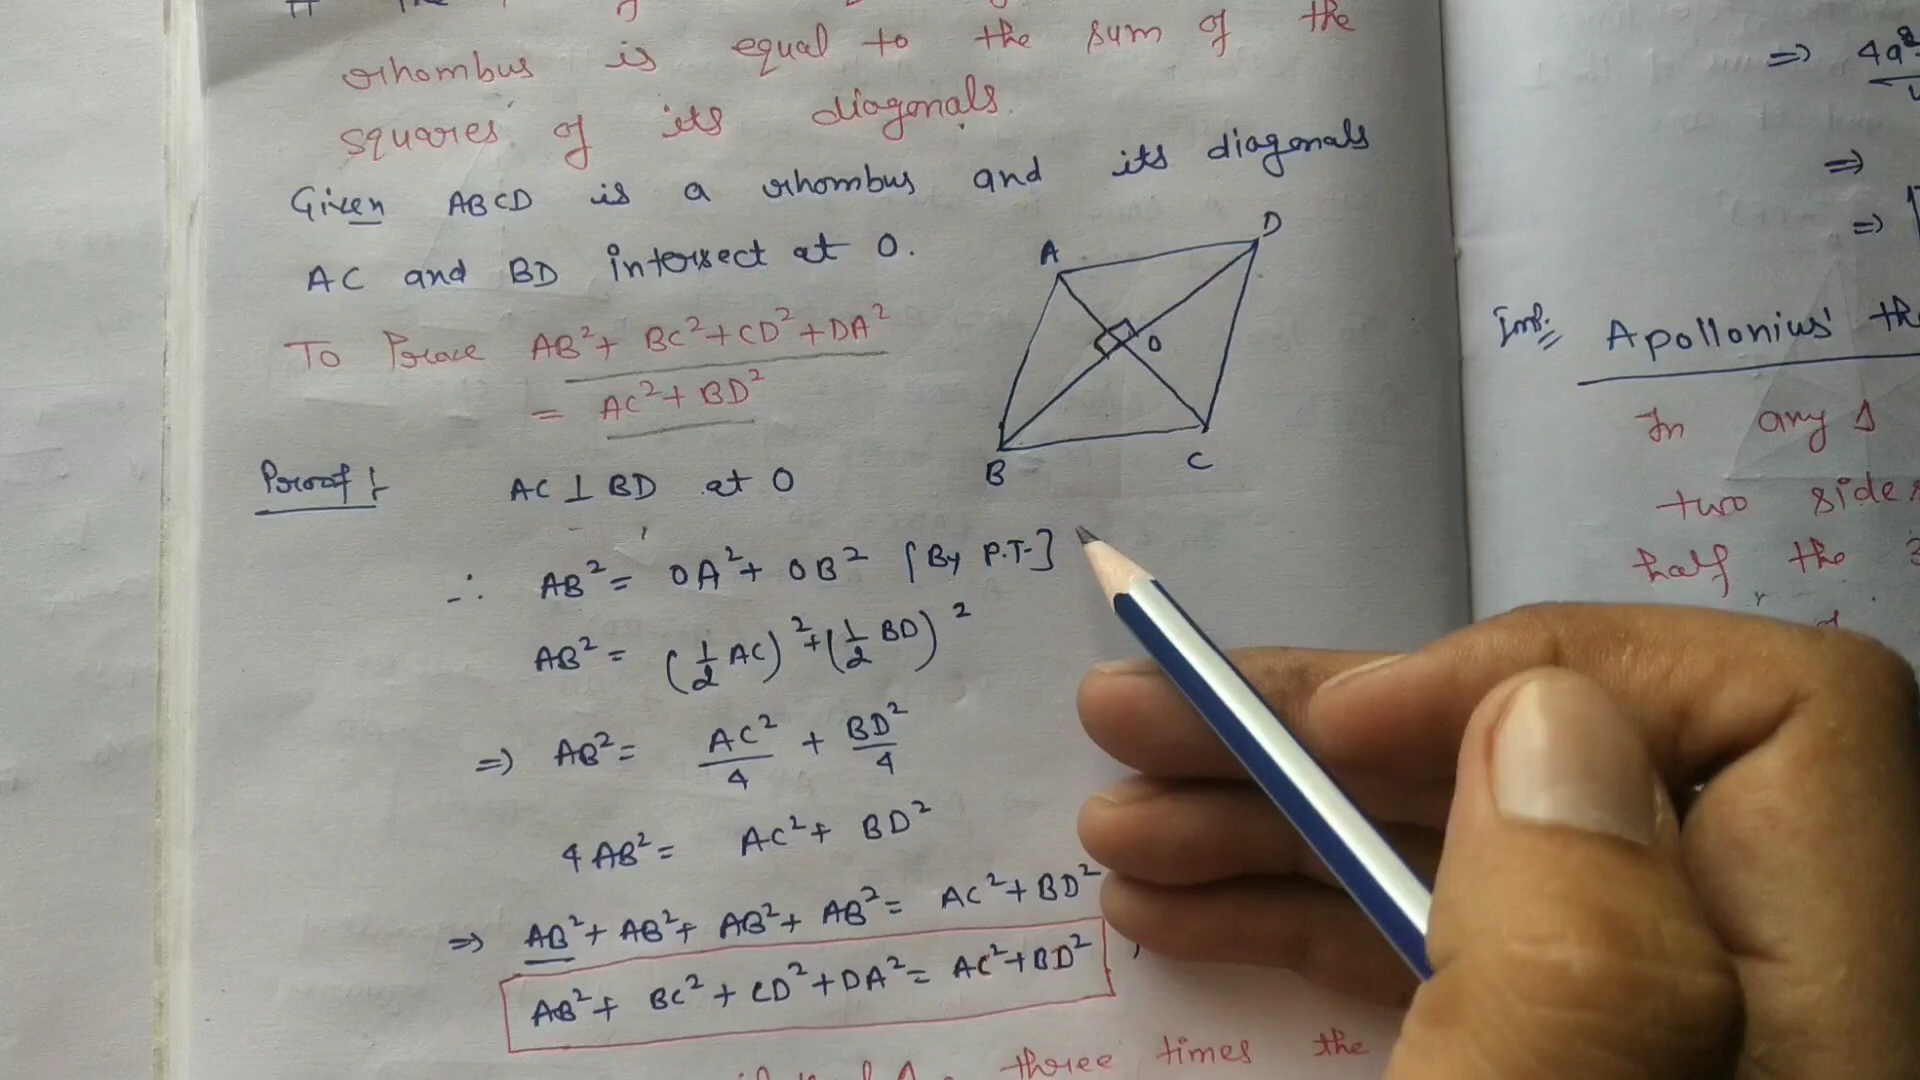 rhombus is equal to the sum of the
squares of its diagonals.
Given ABCD is a rhombus and its diagonals
AC and BD intersect at O.
To Prove AB²+ BC²+CD²+DA²
= AC²+BD²
A
D
O
B
C
Proof :
AC ⊥ BD at O
∴ AB² = OA²+ OB² [By P.T.]
AB² = (1/2 AC)² + (1/2 BD)²
⇒ AB² = AC²/4 + BD²/4
4AB² = AC²+ BD²
⇒ AB²+ AB²+ AB²+ AB² = AC²+BD²
AB²+ BC²+CD²+DA² = AC²+BD²
three times the
⇒ 4a²
⇒
⇒
Imp. Apollonius'
In any Δ
two sides
half the